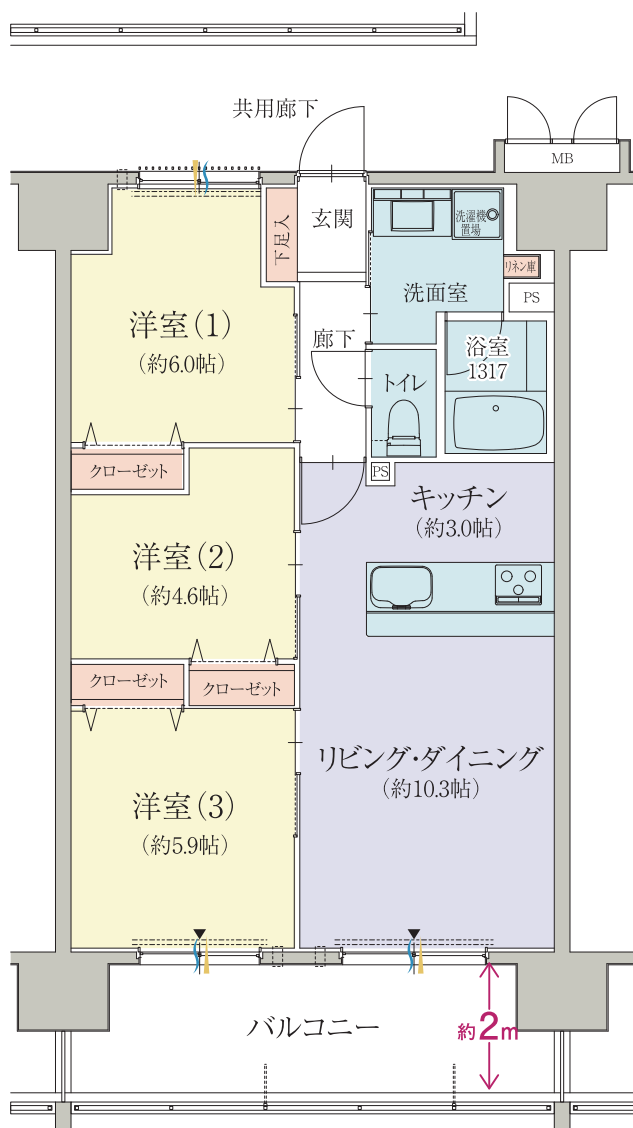 共用廊下
MB
下足入
玄関
洗濯機
置場
リネン庫
洗面室
PS
洋室(1)
(約6.0帖)
廊下
浴室
1317
トイレ
クローゼット
PS
キッチン
(約3.0帖)
洋室(2)
(約4.6帖)
クローゼット
クローゼット
リビング・ダイニング
(約10.3帖)
洋室(3)
(約5.9帖)
バルコニー
約2m